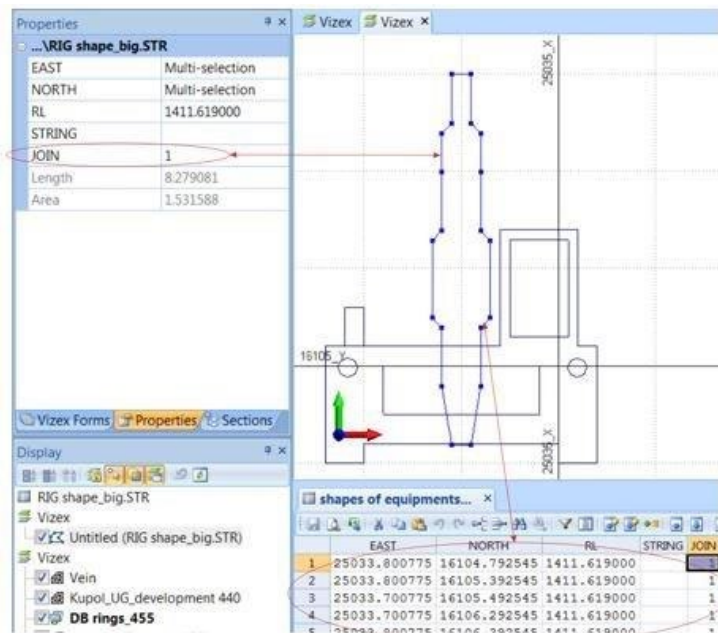 Properties
...\RIG shape_big.STR
EAST Multi-selection
NORTH Multi-selection
RL 1411.619000
STRING
JOIN 1
Length 8.279081
Area 1.531588
Vizex Forms Properties Sections
Vizex Vizex
25035_X
16105_Y
25035_X
Display
RIG shape_big.STR
Vizex
Untitled (RIG shape_big.STR)
Vizex
Vein
Kupol_UG_development 440
DB rings_455
shapes of equipments...
EAST NORTH RL STRING JOIN
1 25033.800775 16104.792545 1411.619000 1
2 25033.800775 16105.392545 1411.619000 1
3 25033.700775 16105.492545 1411.619000 1
4 25033.700775 16106.292545 1411.619000 1